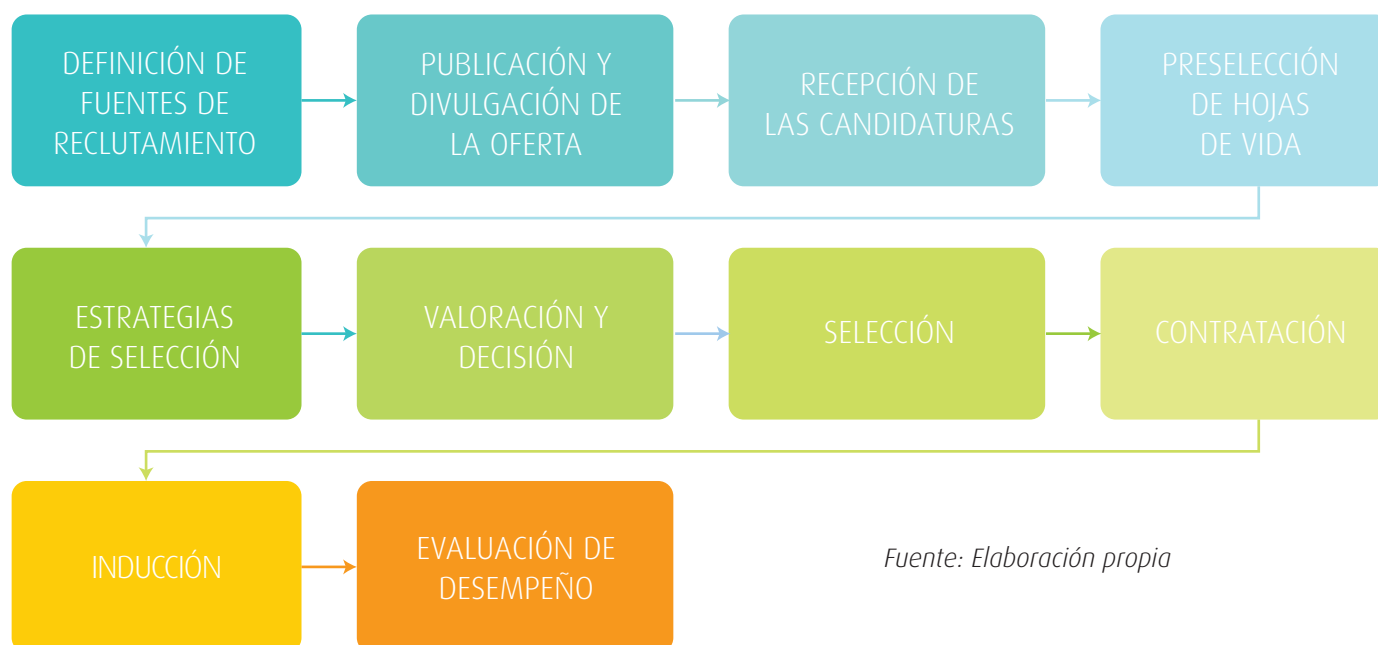 DEFINICIÓN DE
FUENTES DE
RECLUTAMIENTO
PUBLICACIÓN Y
DIVULGACIÓN DE
LA OFERTA
RECEPCIÓN DE
LAS CANDIDATURAS
PRESELECCIÓN
DE HOJAS
DE VIDA
ESTRATEGIAS
DE SELECCIÓN
VALORACIÓN Y
DECISIÓN
SELECCIÓN
CONTRATACIÓN
INDUCCIÓN
EVALUACIÓN DE
DESEMPEÑO
Fuente: Elaboración propia